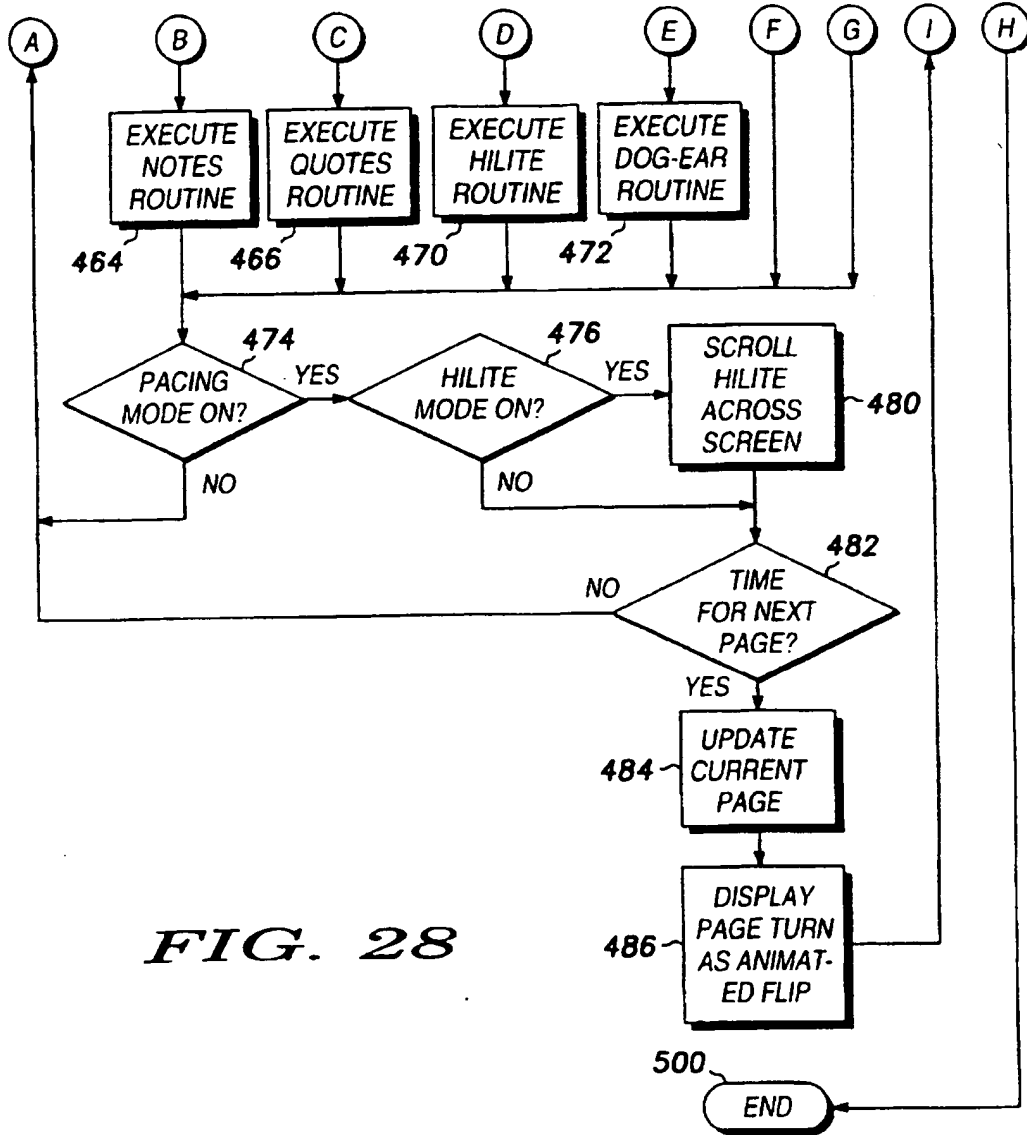 A B C D E F G I H
EXECUTE
NOTES
ROUTINE
464
EXECUTE
QUOTES
ROUTINE
466
EXECUTE
HILITE
ROUTINE
470
EXECUTE
DOG-EAR
ROUTINE
472
PACING
MODE ON?
474
YES
NO
HILITE
MODE ON?
476
YES
NO
SCROLL
HILITE
ACROSS
SCREEN
480
TIME
FOR NEXT
PAGE?
482
NO
YES
UPDATE
CURRENT
PAGE
484
DISPLAY
PAGE TURN
AS ANIMAT-
ED FLIP
486
FIG. 28
500
END